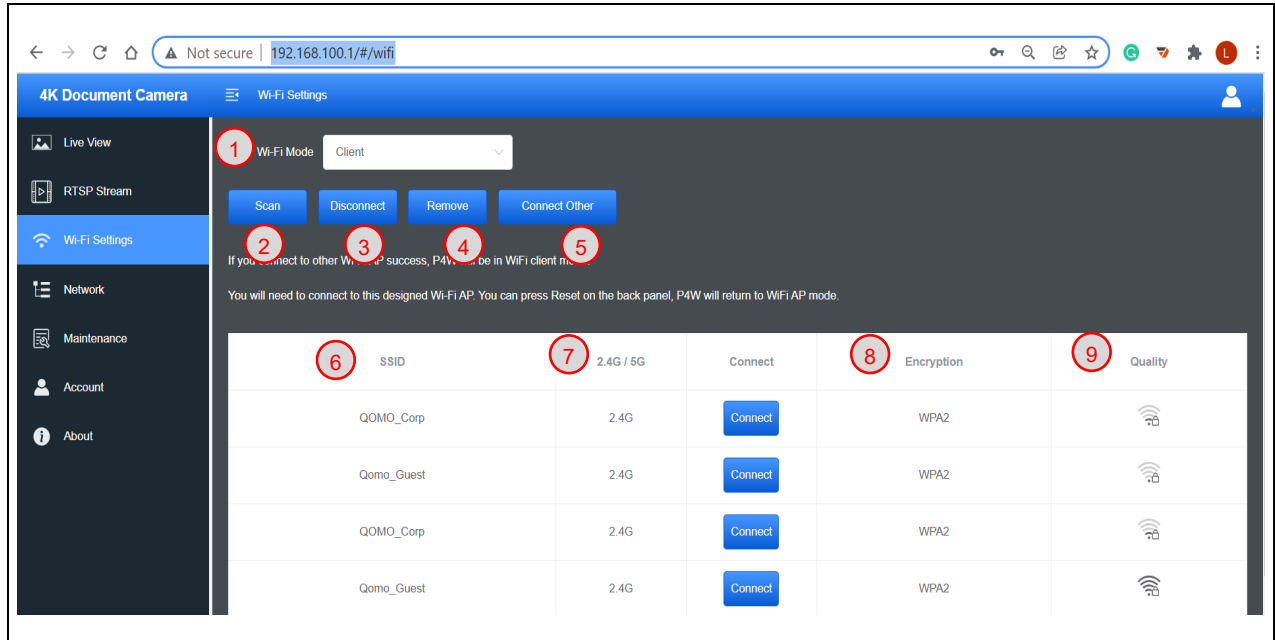 Not secure 192.168.100.1/#/wifi L
4K Document Camera Wi-Fi Settings
Live View
RTSP Stream
Wi-Fi Settings
Network
Maintenance
Account
About
1 Wi-Fi Mode Client
Scan Disconnect Remove Connect Other
2 3 4 5
If you connect to other AP success, P4W be in WiFi client
You will need to connect to this designed Wi-Fi AP. You can press Reset on the back panel, P4W will return to WiFi AP mode.
6 SSID 7 2.4G / 5G Connect 8 Encryption 9 Quality
QOMO_Corp 2.4G Connect WPA2
Qomo_Guest 2.4G Connect WPA2
QOMO_Corp 2.4G Connect WPA2
Qomo_Guest 2.4G Connect WPA2